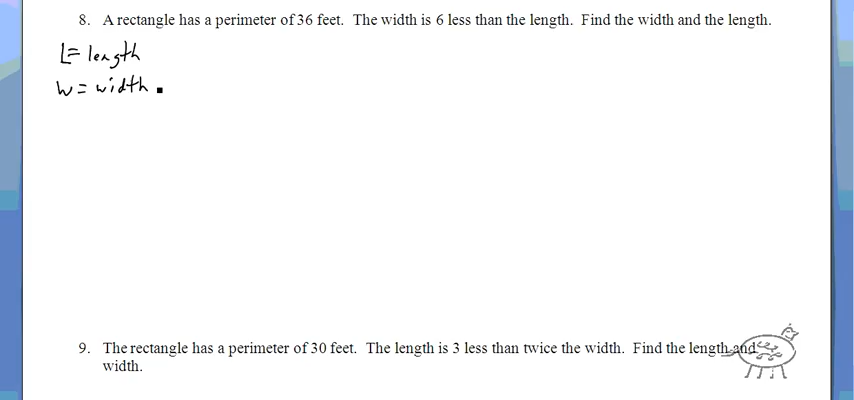 8. A rectangle has a perimeter of 36 feet. The width is 6 less than the length. Find the width and the length.
L = length
W = width
9. The rectangle has a perimeter of 30 feet. The length is 3 less than twice the width. Find the length and
width.